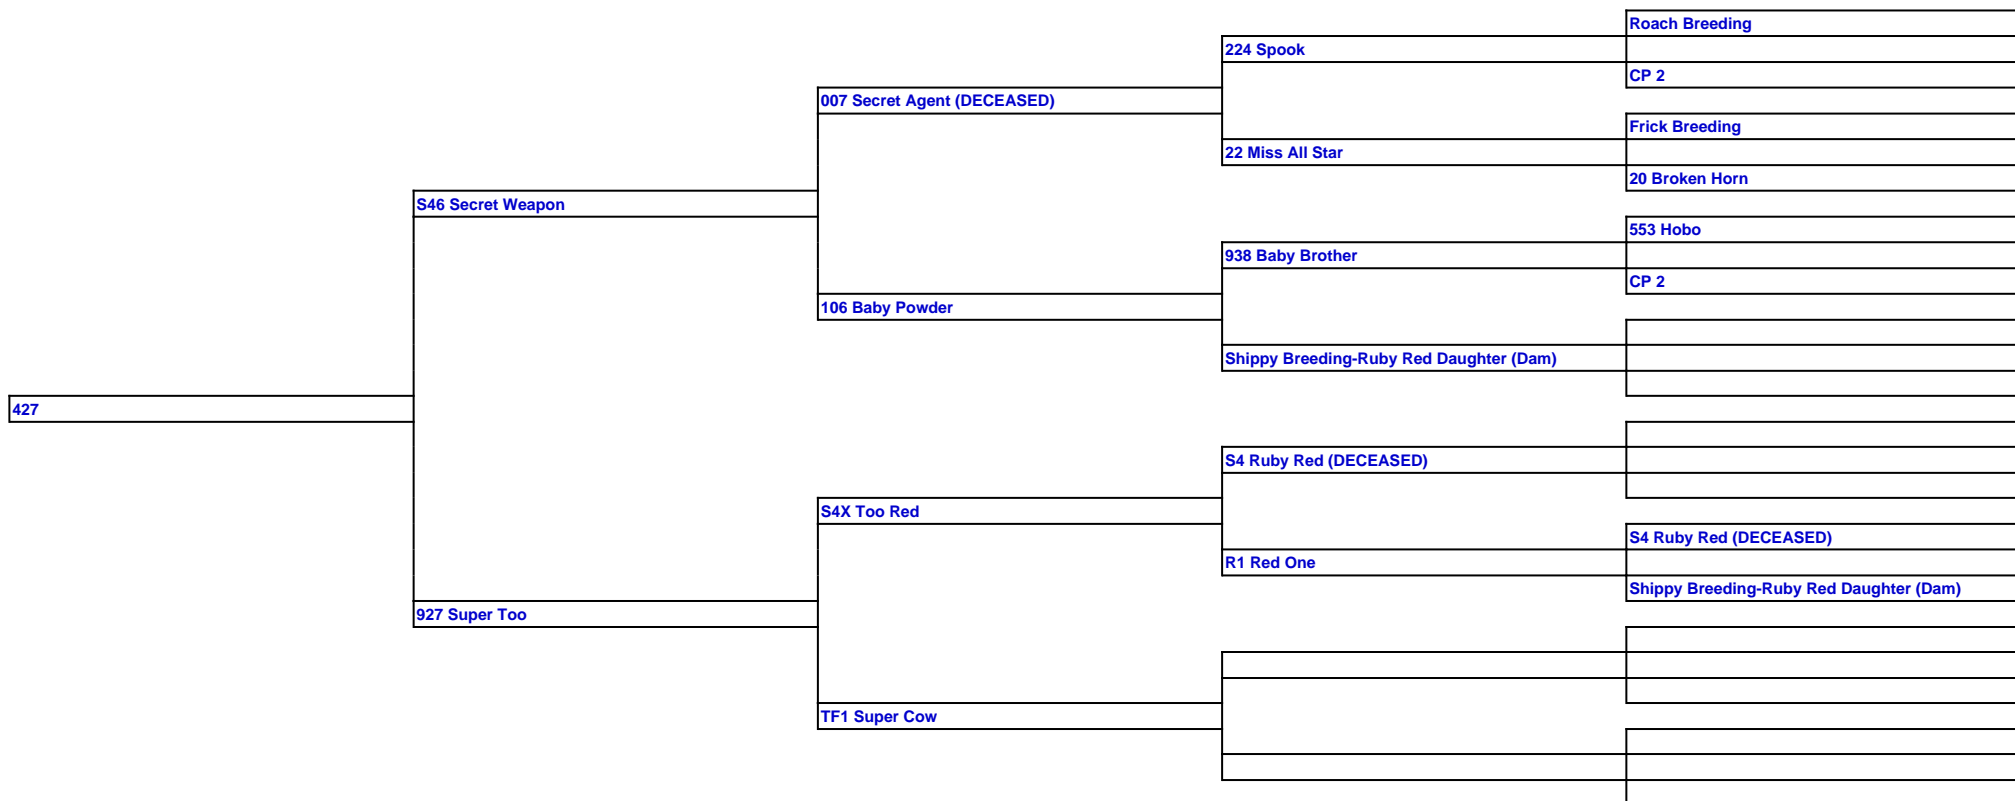 Roach Breeding
224 Spook
CP 2
007 Secret Agent (DECEASED)
Frick Breeding
22 Miss All Star
20 Broken Horn
S46 Secret Weapon
553 Hobo
938 Baby Brother
CP 2
106 Baby Powder
Shippy Breeding-Ruby Red Daughter (Dam)
427
S4 Ruby Red (DECEASED)
S4X Too Red
S4 Ruby Red (DECEASED)
R1 Red One
Shippy Breeding-Ruby Red Daughter (Dam)
927 Super Too
TF1 Super Cow